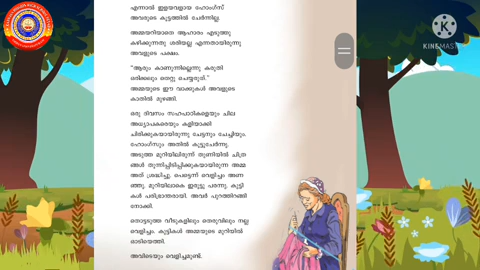 എന്നാൽ ഇളയവളായ ഹോംഗ്സ്
അവരുടെ കൂട്ടത്തിൽ ചേർന്നില്ല.
അമ്മയറിയാതെ ആഹാരം എടുത്തു
കഴിക്കുന്നതു ശരിയല്ല എന്നതായിരുന്നു
അവളുടെ പക്ഷം.
"ആരും കാണുന്നില്ലെന്നു കരുതി
ഒരിക്കലും തെറ്റു ചെയ്യരുത്."
അമ്മയുടെ ഈ വാക്കുകൾ അവളുടെ
കാതിൽ മുഴങ്ങി.
ഒരു ദിവസം സഹപാഠികളെയും ചില
അധ്യാപകരെയും കളിയാക്കി
ചിരിക്കുകയായിരുന്നു ചേട്ടനും ചേച്ചിയും.
ഹോംഗ്സും അതിൽ കൂട്ടുചേർന്നു.
അടുത്ത മുറിയിലിരുന്ന് തുണിയിൽ ചിത്ര
ങ്ങൾ തുന്നിപ്പിടിപ്പിക്കുകയായിരുന്ന അമ്മ
അത് ശ്രദ്ധിച്ചു. പെട്ടെന്ന് വെളിച്ചം അണ
ഞ്ഞു. മുറിയിലാകെ ഇരുട്ടു പരന്നു. കുട്ടി
കൾ പരിഭ്രാന്തരായി. അവർ പുറത്തിറങ്ങി
നോക്കി.
തൊട്ടടുത്ത വീടുകളിലും തെരുവിലും നല്ല
വെളിച്ചം. കുട്ടികൾ അമ്മയുടെ മുറിയിൽ
ഓടിയെത്തി.
അവിടെയും വെളിച്ചമുണ്ട്.
KINEMASTER